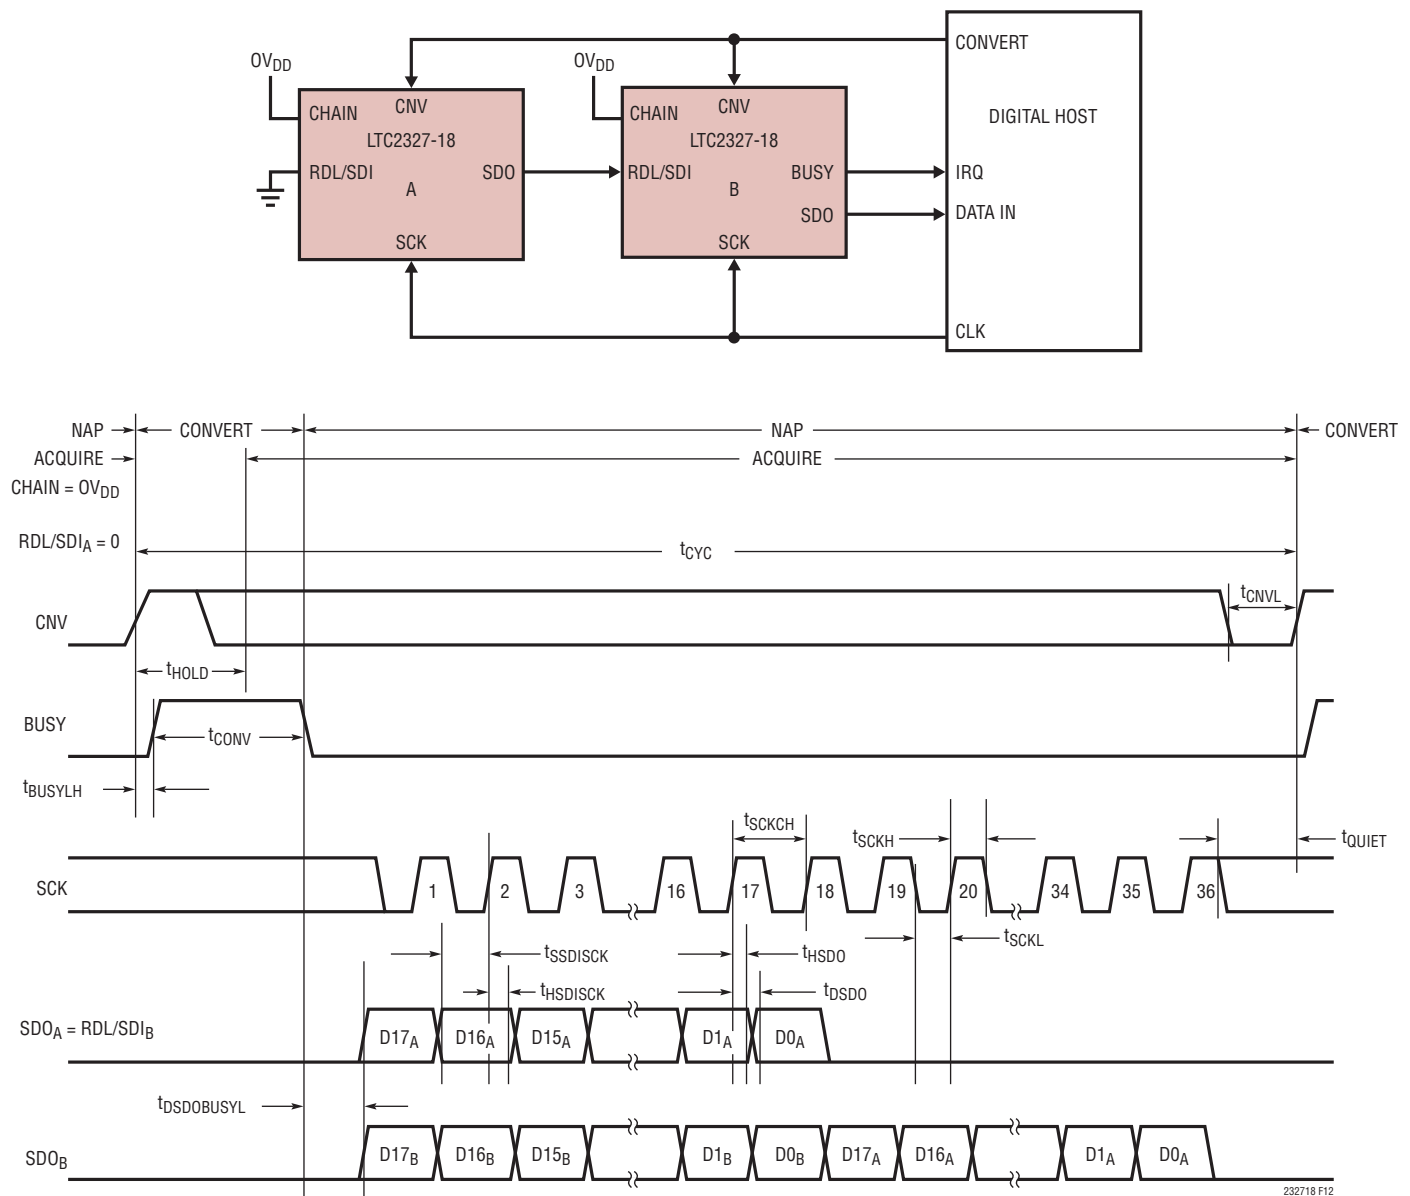 CONVERT
OVDD
OVDD
CHAIN
CNV
LTC2327-18
RDL/SDI
SDO
A
SCK
CHAIN
CNV
LTC2327-18
RDL/SDI
BUSY
B
SDO
SCK
DIGITAL HOST
IRQ
DATA IN
CLK
NAP
CONVERT
NAP
CONVERT
ACQUIRE
ACQUIRE
CHAIN = OVDD
RDL/SDIA = 0
tCYC
CNV
tCNVL
tHOLD
BUSY
tCONV
tBUSYLH
tSCKCH
tSCKH
tQUIET
SCK
1 2 3 16 17 18 19 20 34 35 36
tSSDISCK
tHSDO
tSCKL
tHSDISCK
tDSDO
SDOA = RDL/SDIB
D17A D16A D15A D1A D0A
tDSDOBUSYL
SDOB
D17B D16B D15B D1B D0B D17A D16A D1A D0A
232718 F12